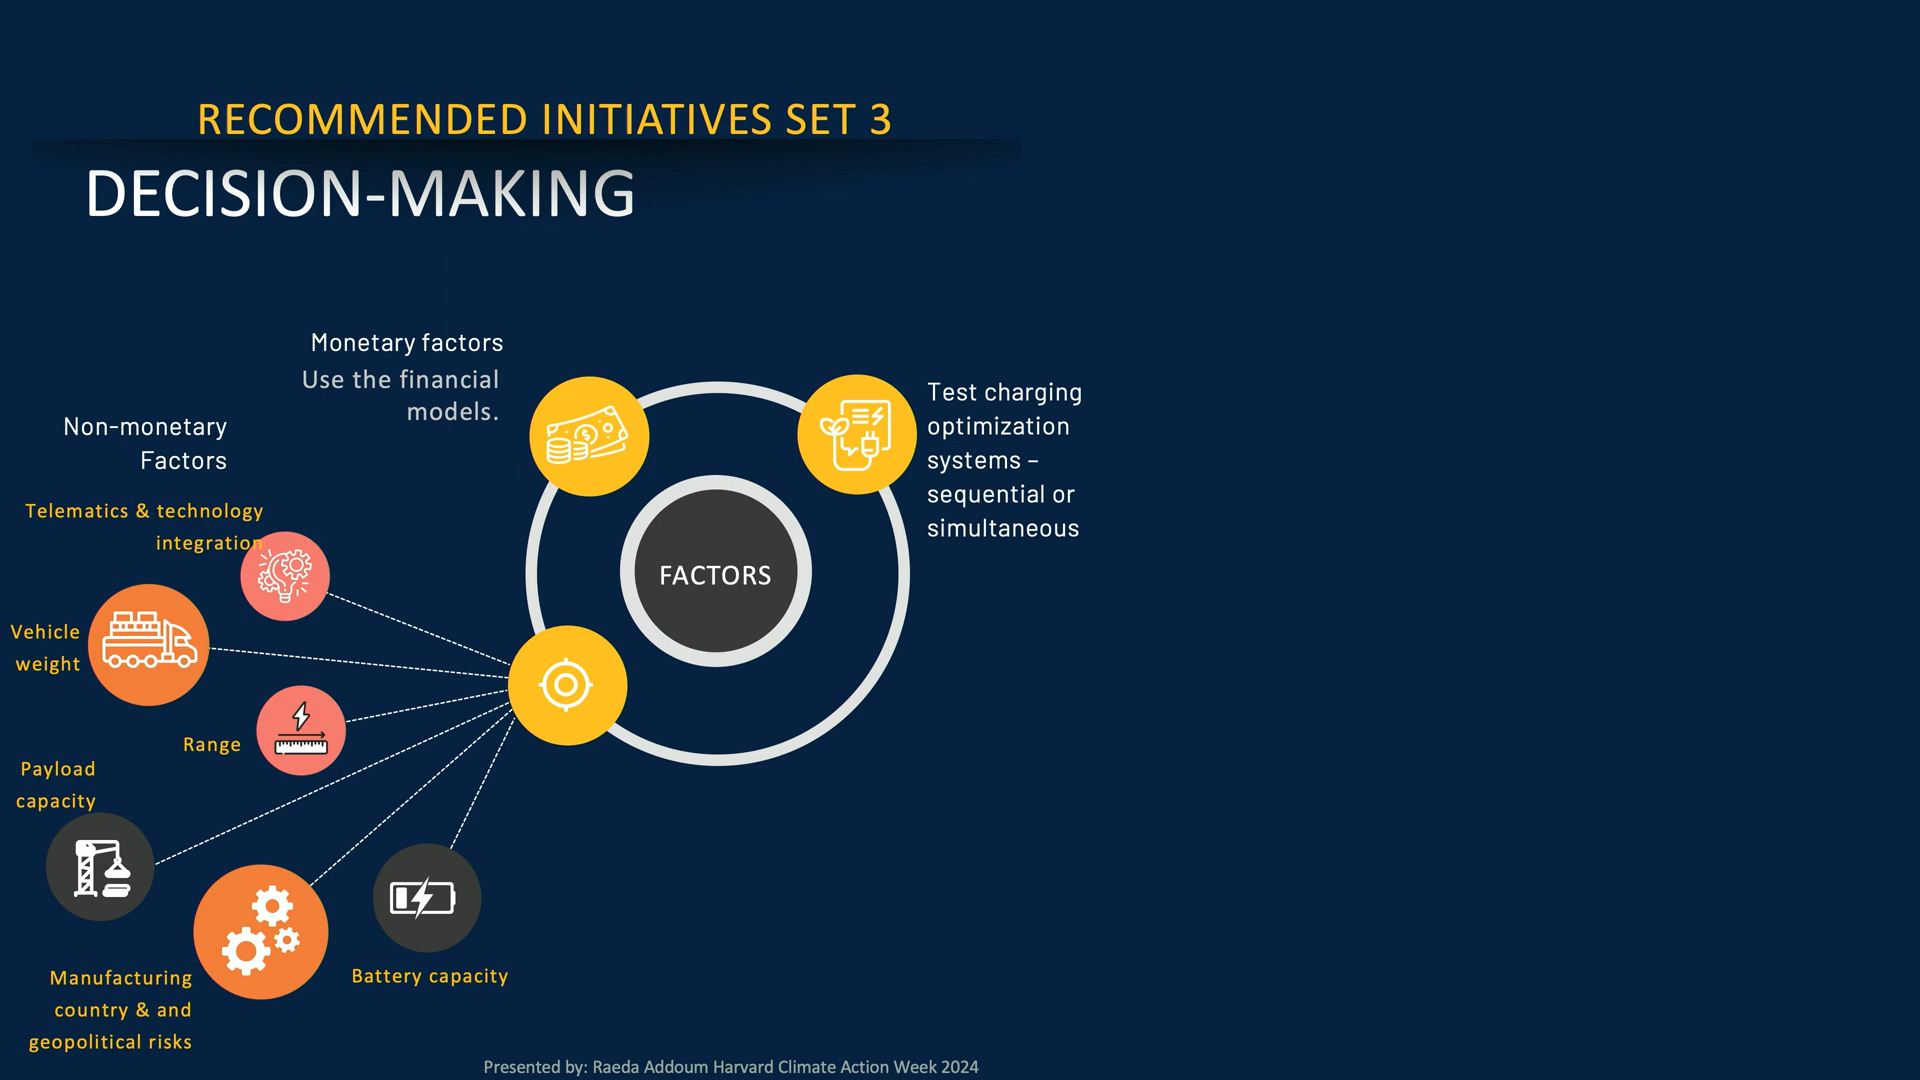 RECOMMENDED INITIATIVES SET 3
DECISION-MAKING
Monetary factors
Use the financial
models.
Test charging
optimization
systems –
sequential or
simultaneous
FACTORS
Non-monetary
Factors
Telematics & technology
integration
Vehicle
weight
Range
Payload
capacity
Manufacturing
country & and
geopolitical risks
Battery capacity
Presented by: Raeda Addoum Harvard Climate Action Week 2024